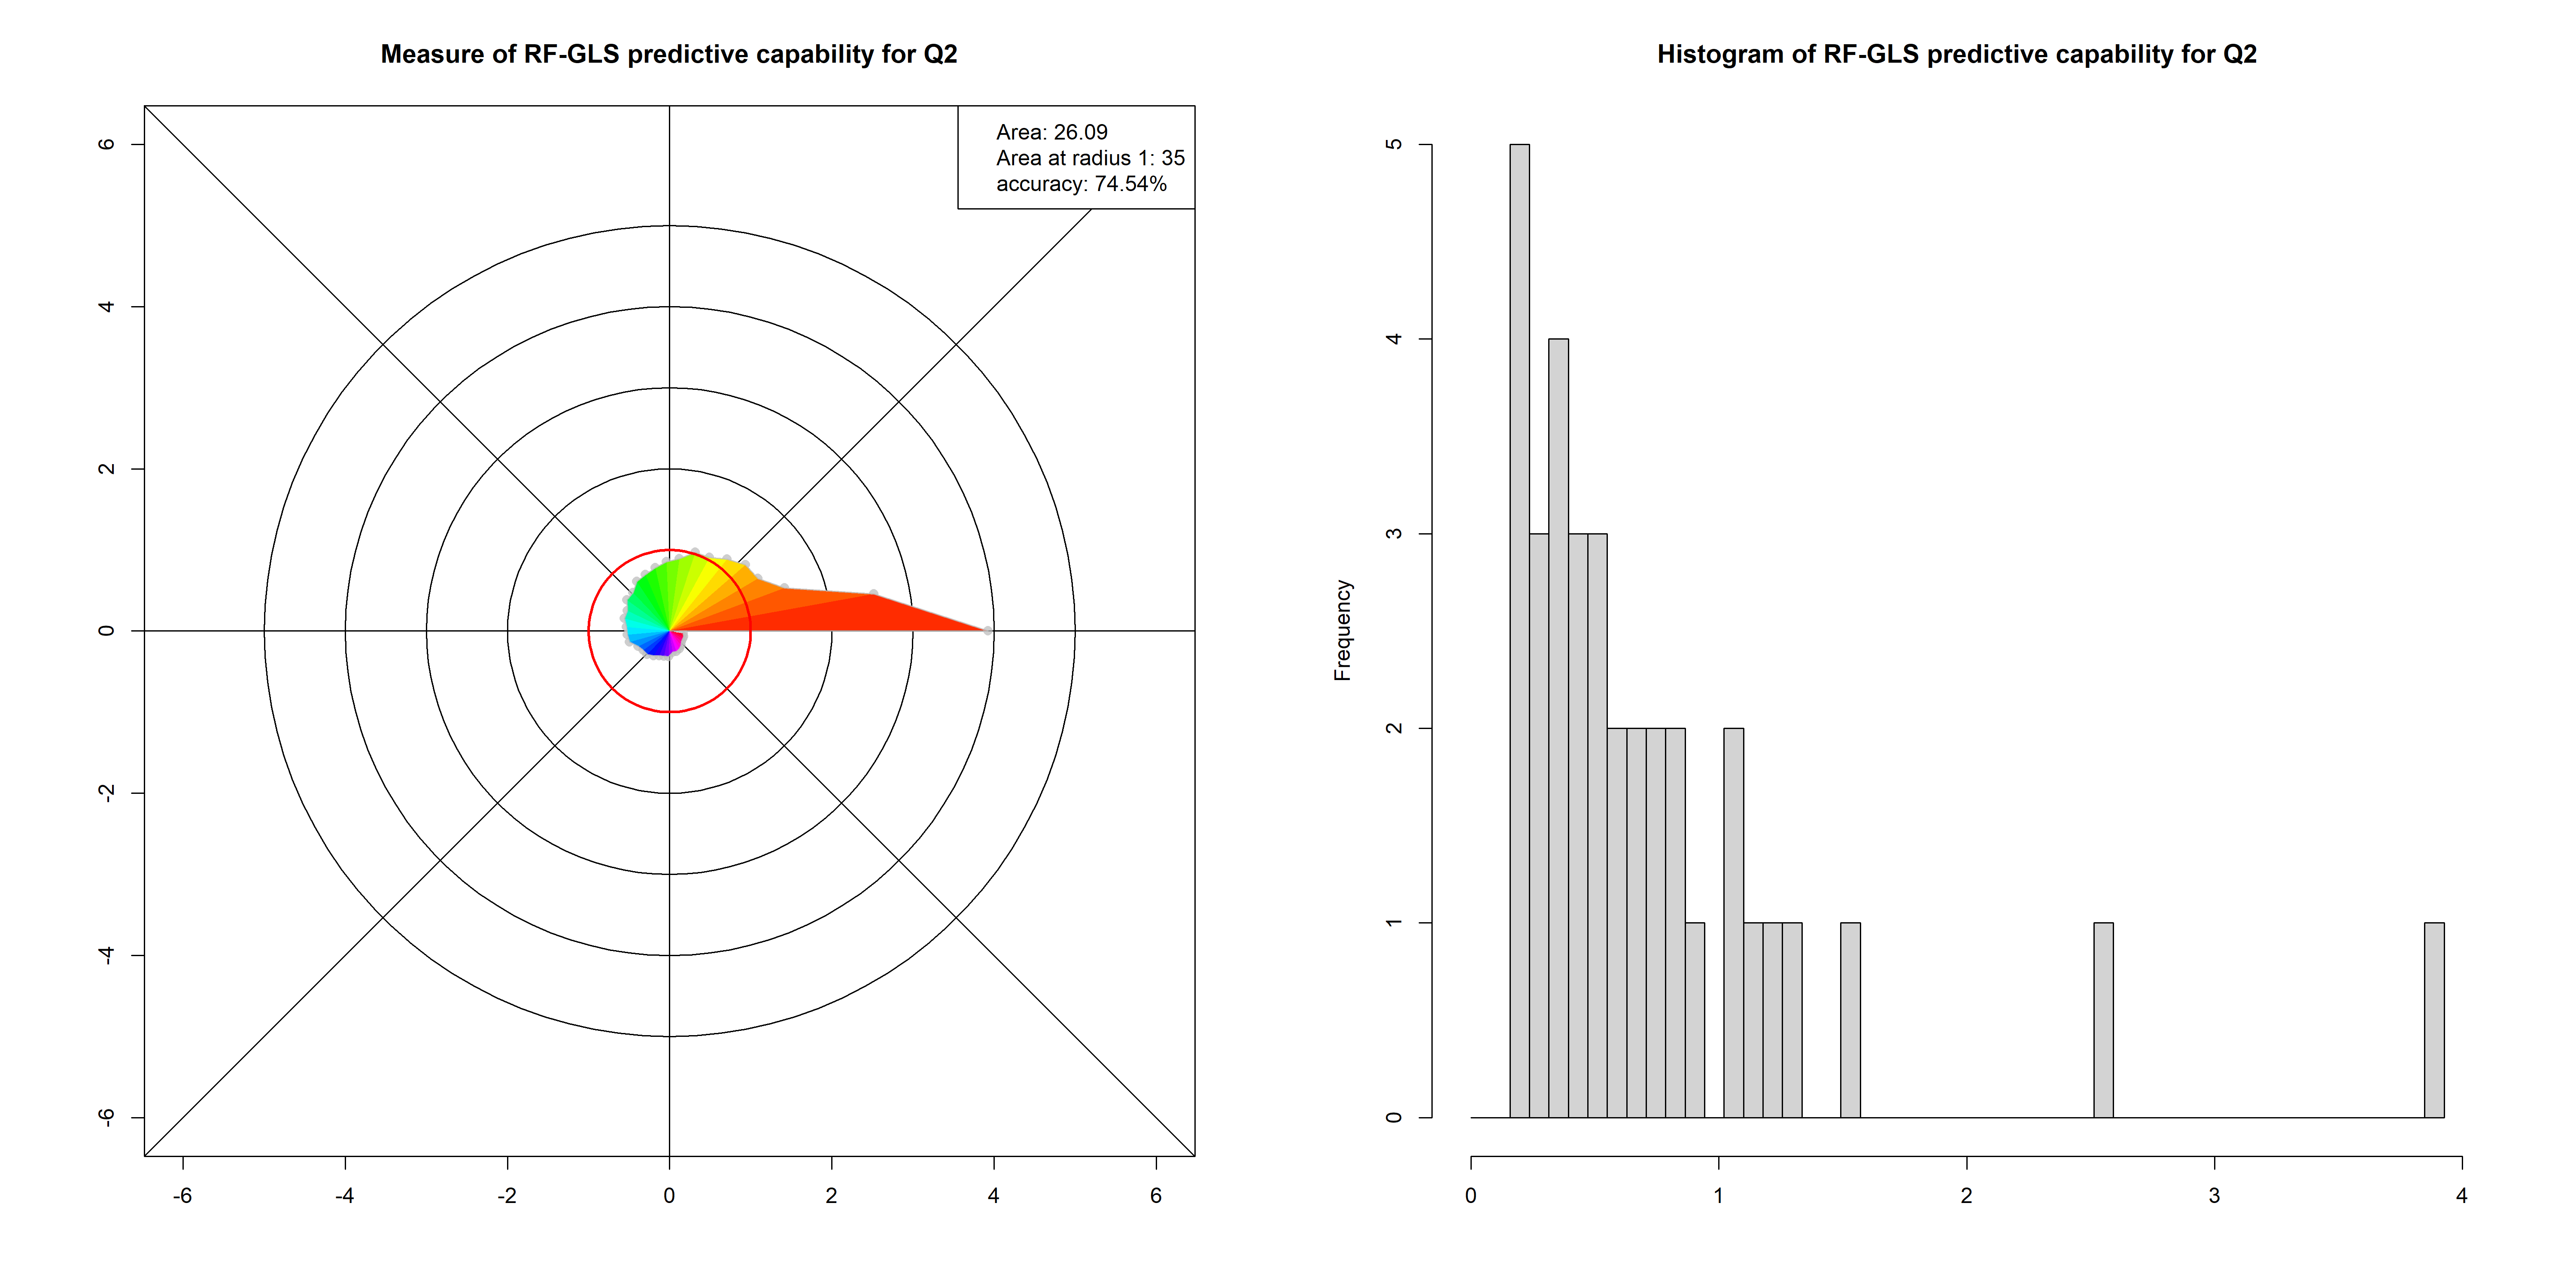 Measure of RF-GLS predictive capability for Q2
Area: 26.09
Area at radius 1: 35
accuracy: 74.54%
6
4
2
0
-2
-4
-6
-6 -4 -2 0 2 4 6
Histogram of RF-GLS predictive capability for Q2
Frequency
5
4
3
2
1
0
0 1 2 3 4